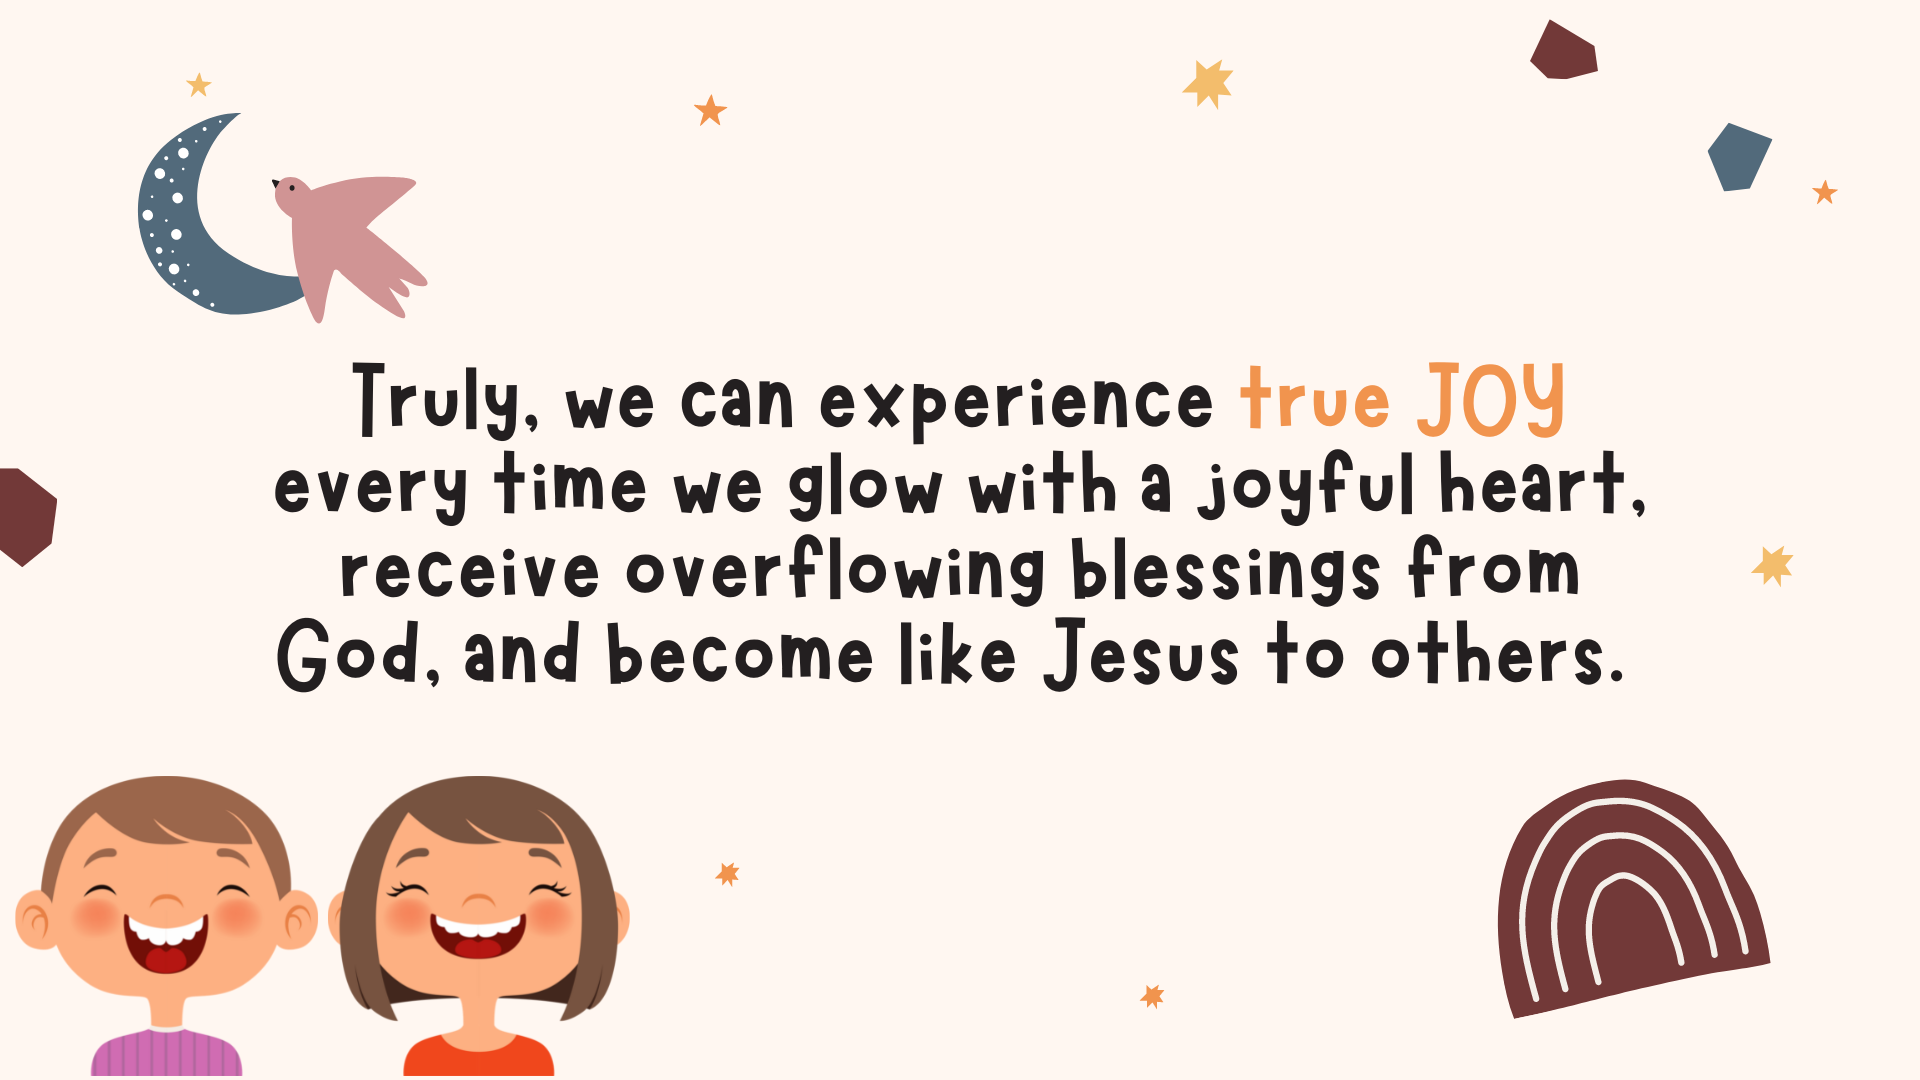 Truly, we can experience true JOY
every time we glow with a joyful heart,
receive overflowing blessings from
God, and become like Jesus to others.